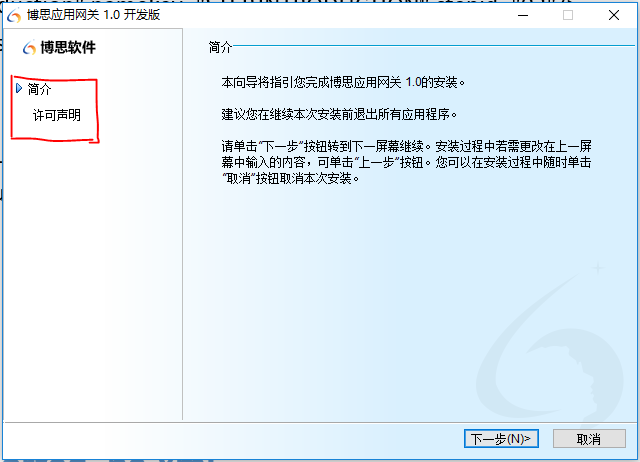 博思应用网关 1.0 开发版
博思软件
简介
许可声明
简介
本向导将指引您完成博思应用网关 1.0的安装。
建议您在继续本次安装前退出所有应用程序。
请单击“下一步”按钮转到下一屏幕继续。安装过程中若需更改在上一屏
幕中输入的内容，可单击“上一步”按钮。您可以在安装过程中随时单击
“取消”按钮取消本次安装。
下一步(N)>
取消